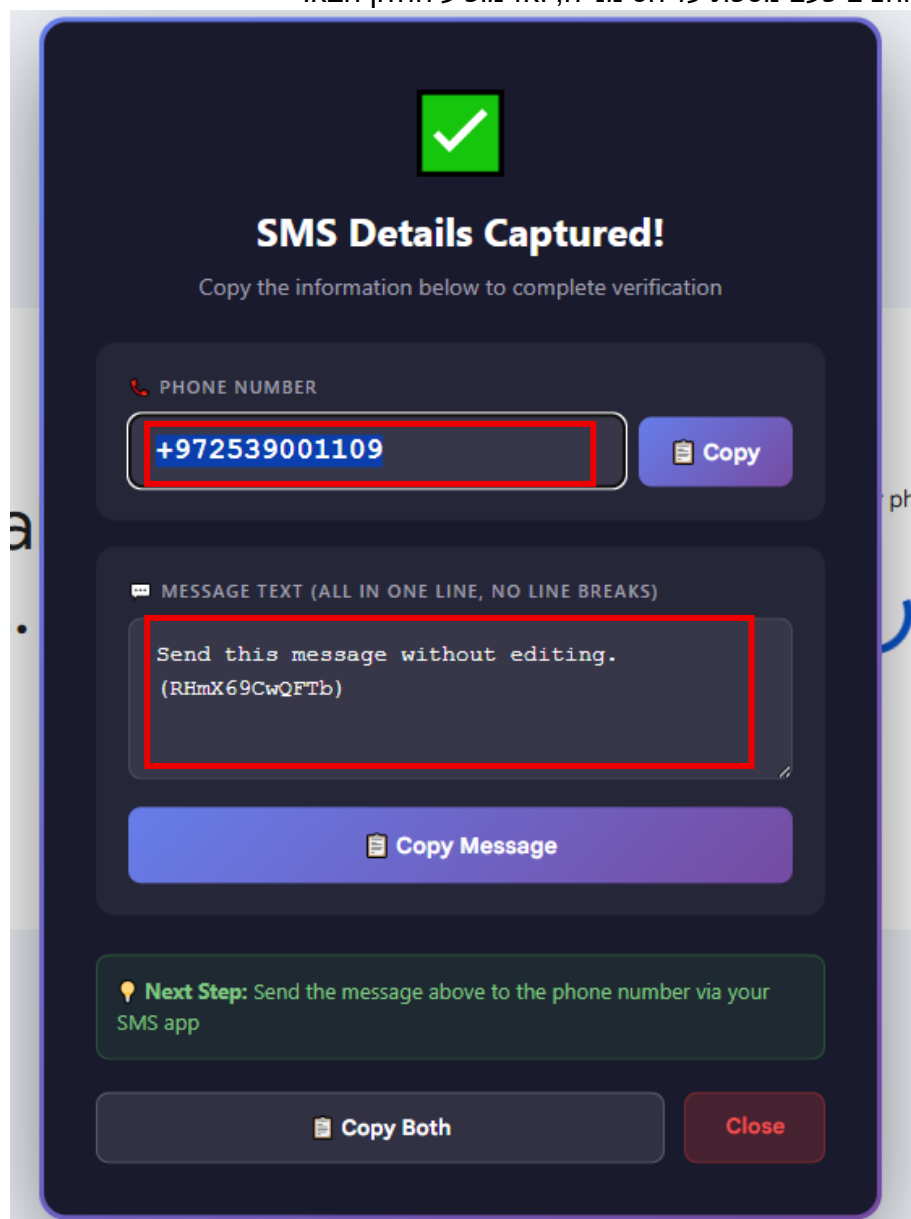 SMS Details Captured!
Copy the information below to complete verification
PHONE NUMBER
+972539001109
Copy
ph
a
.
MESSAGE TEXT (ALL IN ONE LINE, NO LINE BREAKS)
Send this message without editing.
(RHmX69CwQFTb)
Copy Message
Next Step: Send the message above to the phone number via your
SMS app
Copy Both
Close